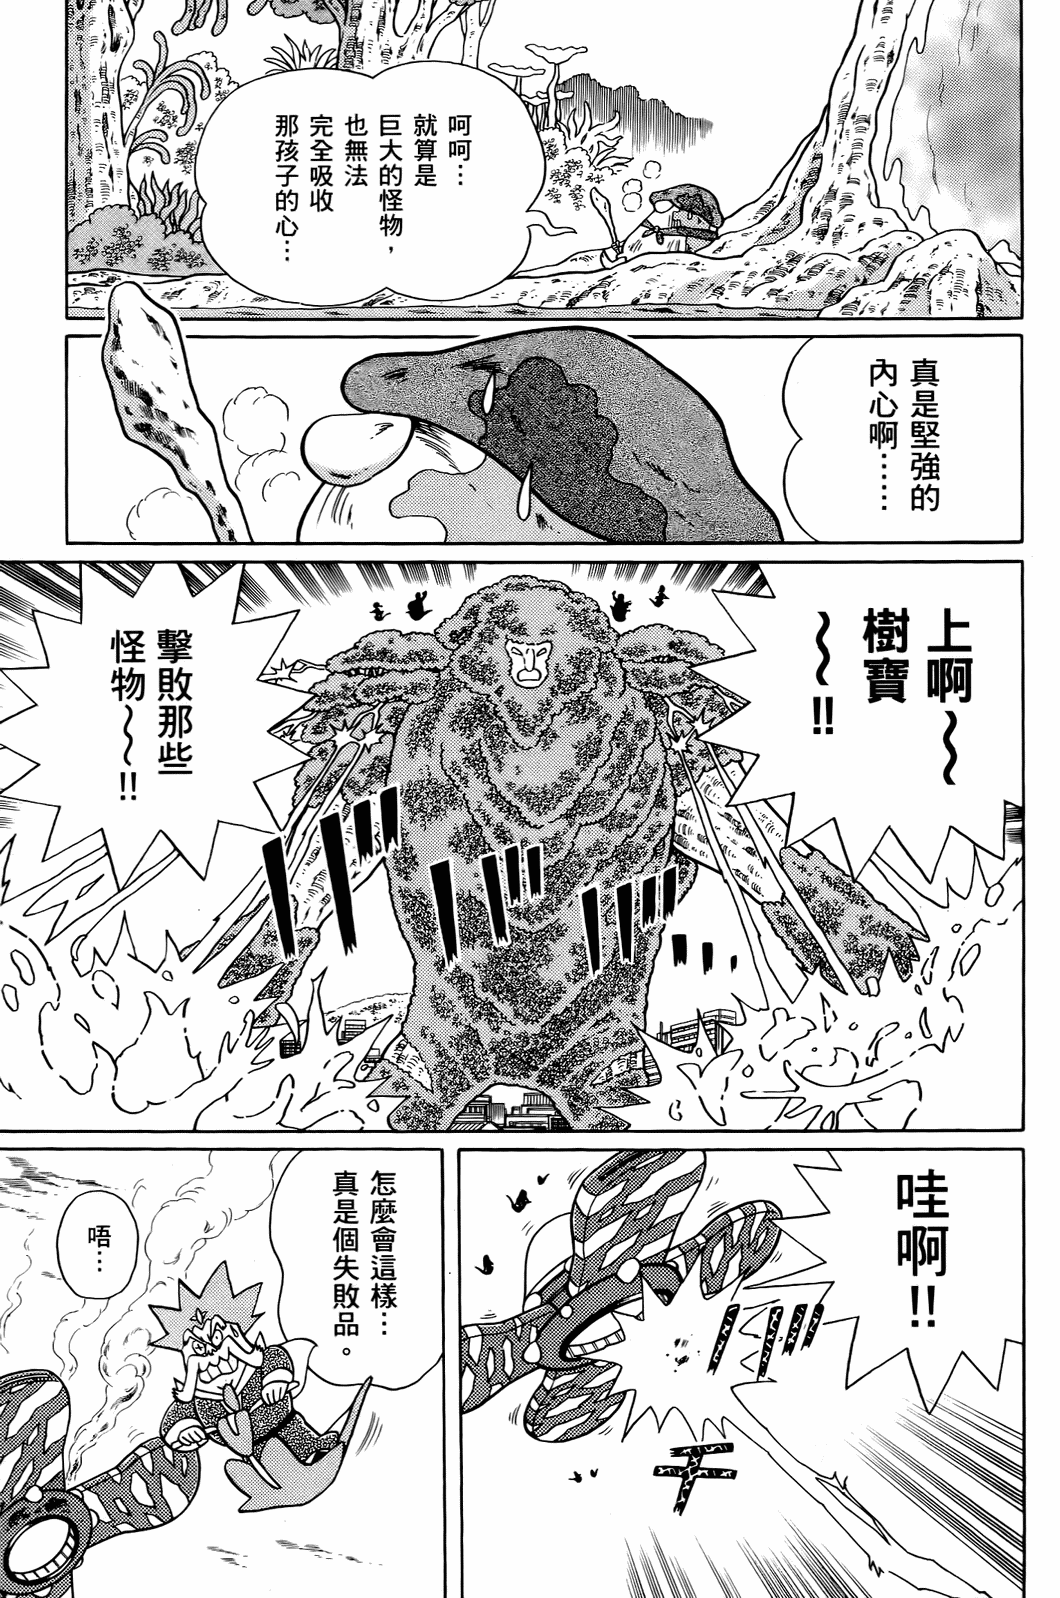 呵呵…
就算是
巨大的怪物，
也無法
完全吸收
那孩子的心…
真是堅強的
內心啊……
上啊～～
樹寶
～～!!
擊敗那些
怪物～～!!
哇啊!!
怎麼會這樣…
真是個失敗品。
唔…